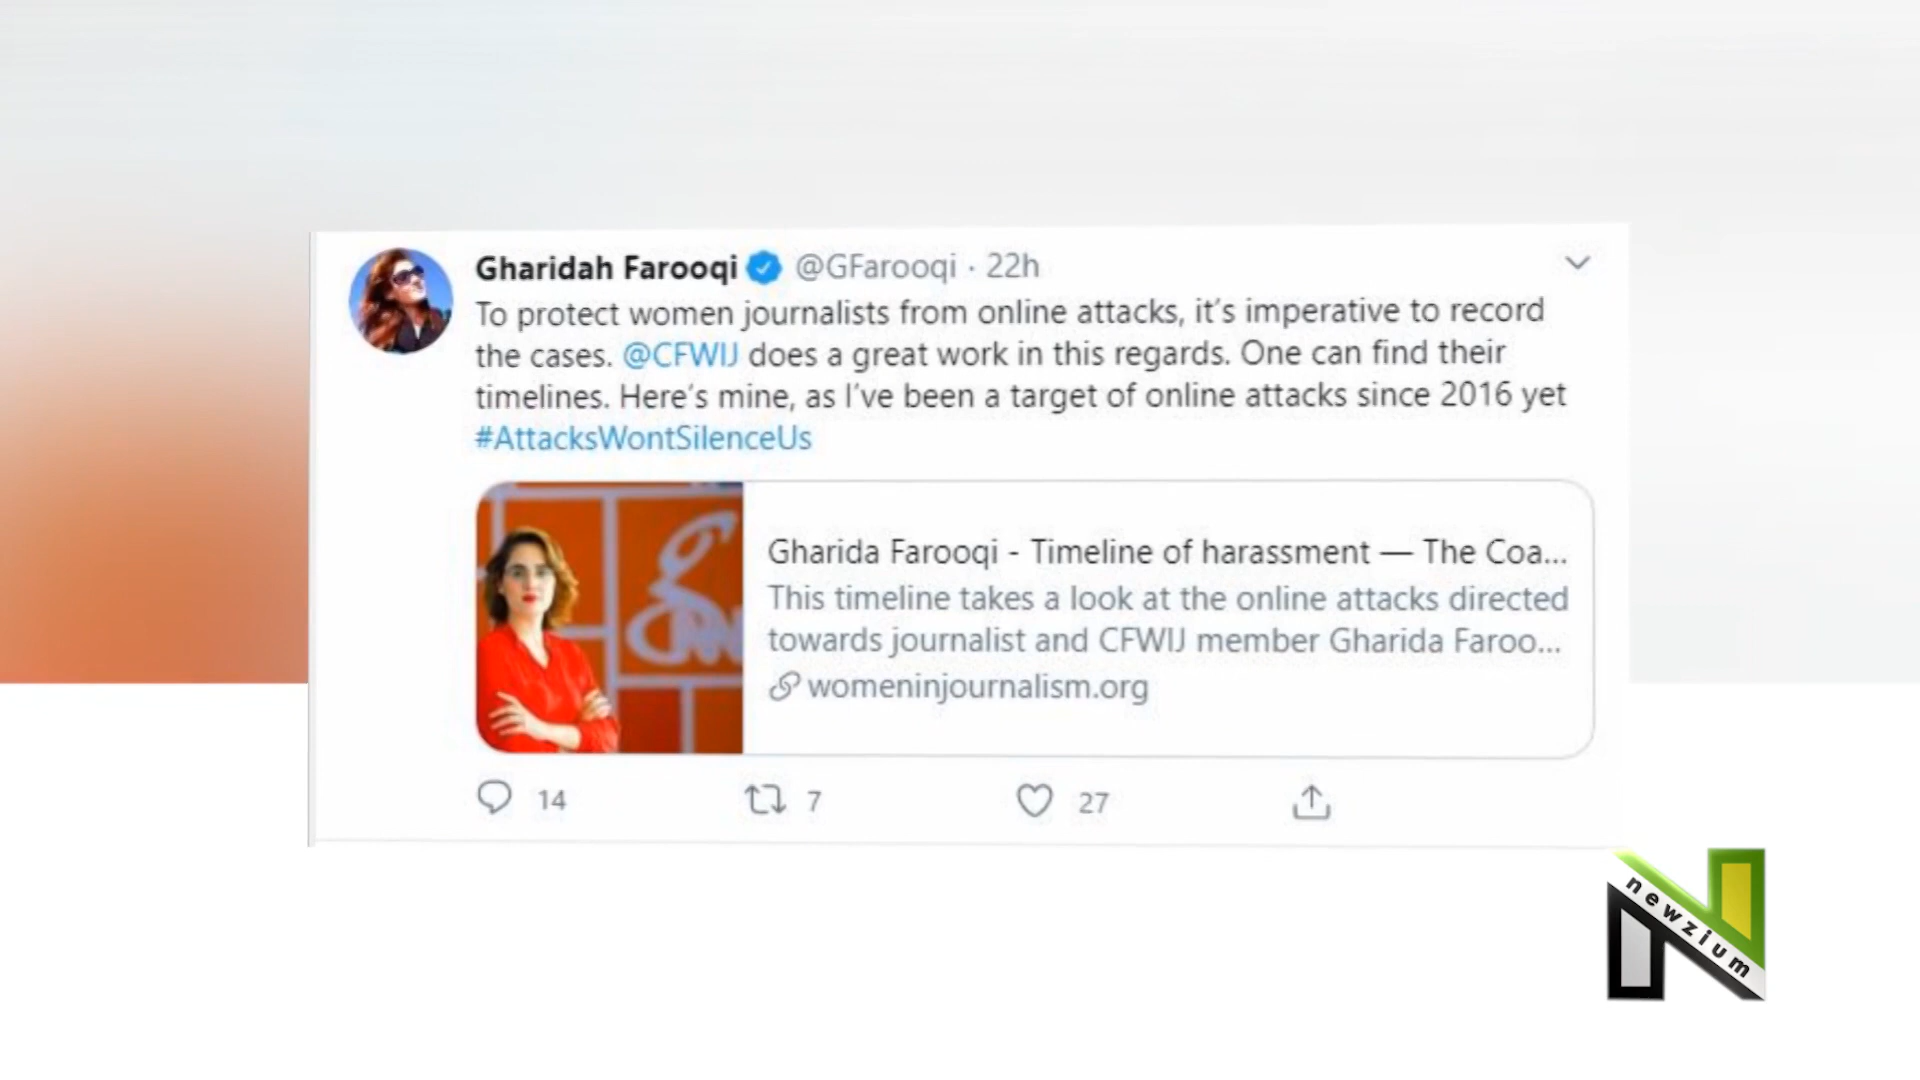 Gharidah Farooqi @GFarooqi · 22h
To protect women journalists from online attacks, it's imperative to record
the cases. @CFWIJ does a great work in this regards. One can find their
timelines. Here's mine, as I've been a target of online attacks since 2016 yet
#AttacksWontSilenceUs
Gharida Farooqi - Timeline of harassment — The Coa...
This timeline takes a look at the online attacks directed
towards journalist and CFWIJ member Gharida Faroo...
womeninjournalism.org
14 7 27
newzium